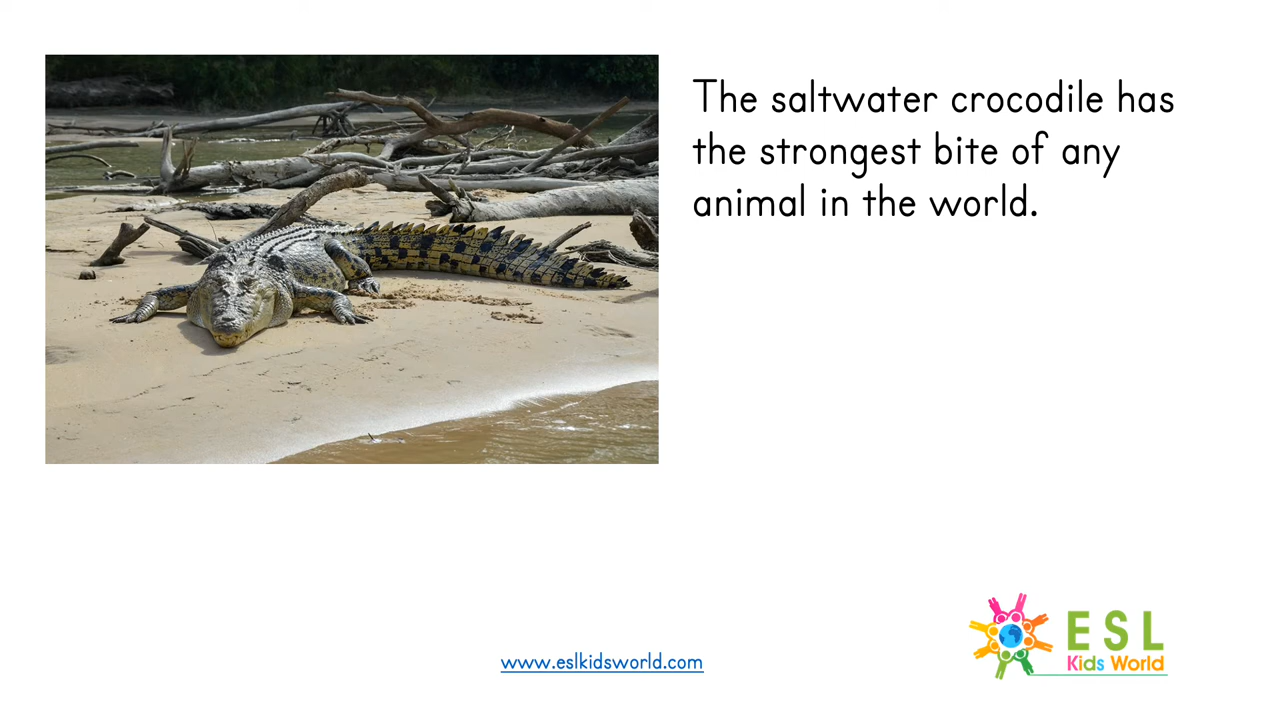 The saltwater crocodile has
the strongest bite of any
animal in the world.
ESL
Kids World
www.eslkidsworld.com